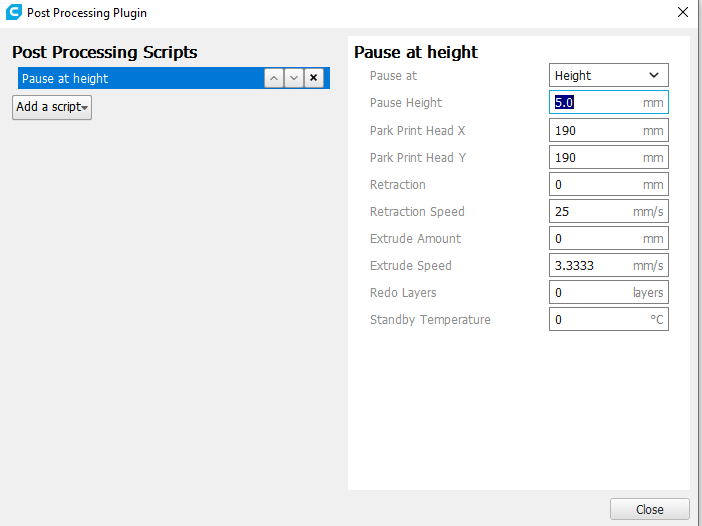 Post Processing Plugin
Post Processing Scripts
Pause at height
Add a script
Pause at height
Pause at Height
Pause Height 5.0 mm
Park Print Head X 190 mm
Park Print Head Y 190 mm
Retraction 0 mm
Retraction Speed 25 mm/s
Extrude Amount 0 mm
Extrude Speed 3.3333 mm/s
Redo Layers 0 layers
Standby Temperature 0 °C
Close